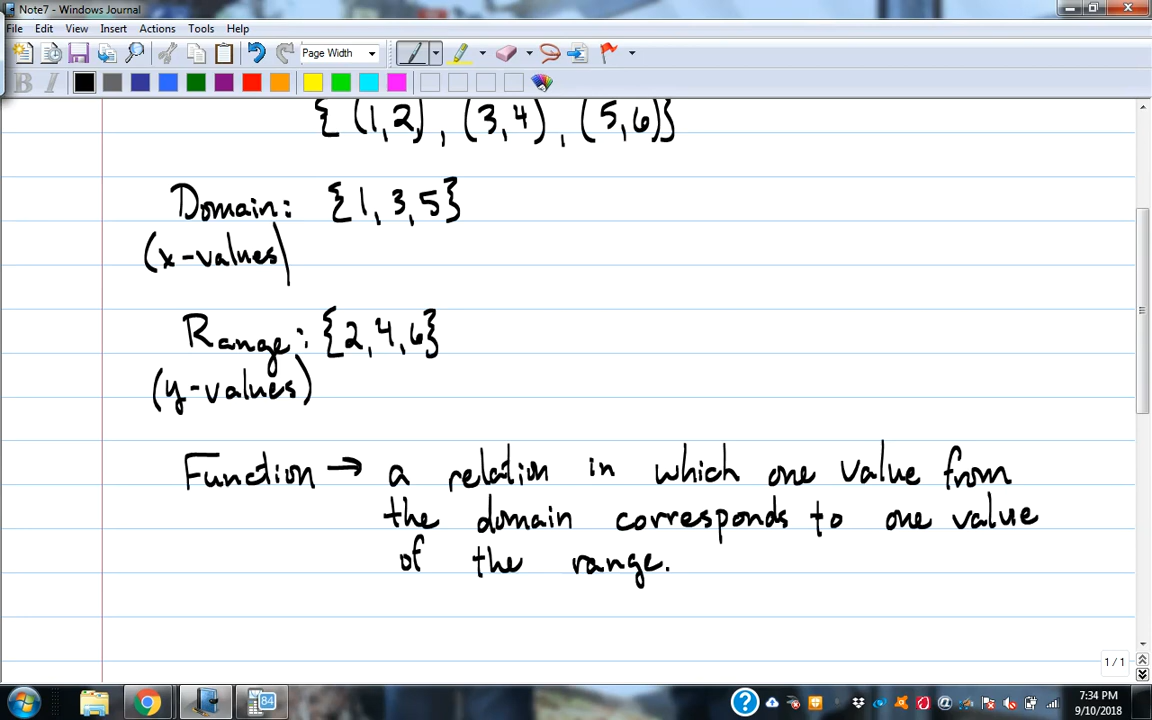 Note7 - Windows Journal
File Edit View Insert Actions Tools Help
Page Width
B I
{ (1,2) , (3,4) , (5,6)}
Domain: {1, 3, 5}
(x-values)
Range: {2, 4, 6}
(y-values)
Function → a relation in which one value from
the domain corresponds to one value
of the range.
1 / 1
84
7:34 PM
9/10/2018